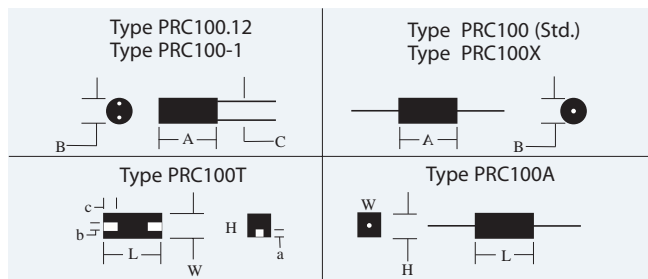 Type PRC100.12
Type PRC100-1
B
A
C
Type PRC100 (Std.)
Type PRC100X
A
B
Type PRC100T
c
b
L
W
H
a
Type PRC100A
W
H
L